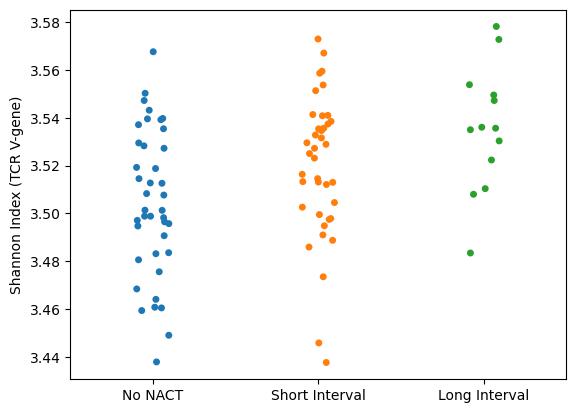 Shannon Index (TCR V-gene)
3.58
3.56
3.54
3.52
3.50
3.48
3.46
3.44
No NACT
Short Interval
Long Interval